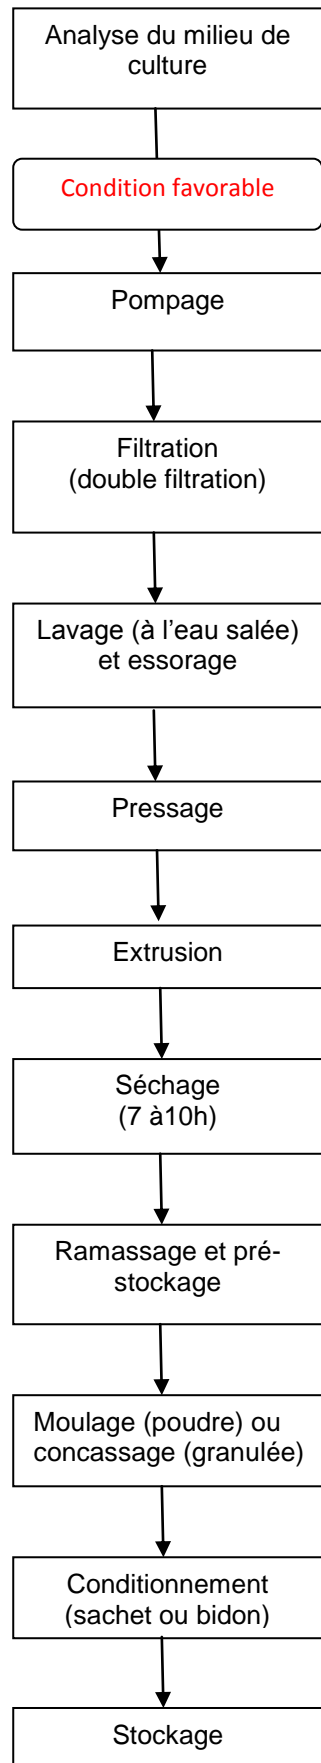 Analyse du milieu de
culture
Condition favorable
Pompage
Filtration
(double filtration)
Lavage (à l’eau salée)
et essorage
Pressage
Extrusion
Séchage
(7 à10h)
Ramassage et pré-
stockage
Moulage (poudre) ou
concassage (granulée)
Conditionnement
(sachet ou bidon)
Stockage